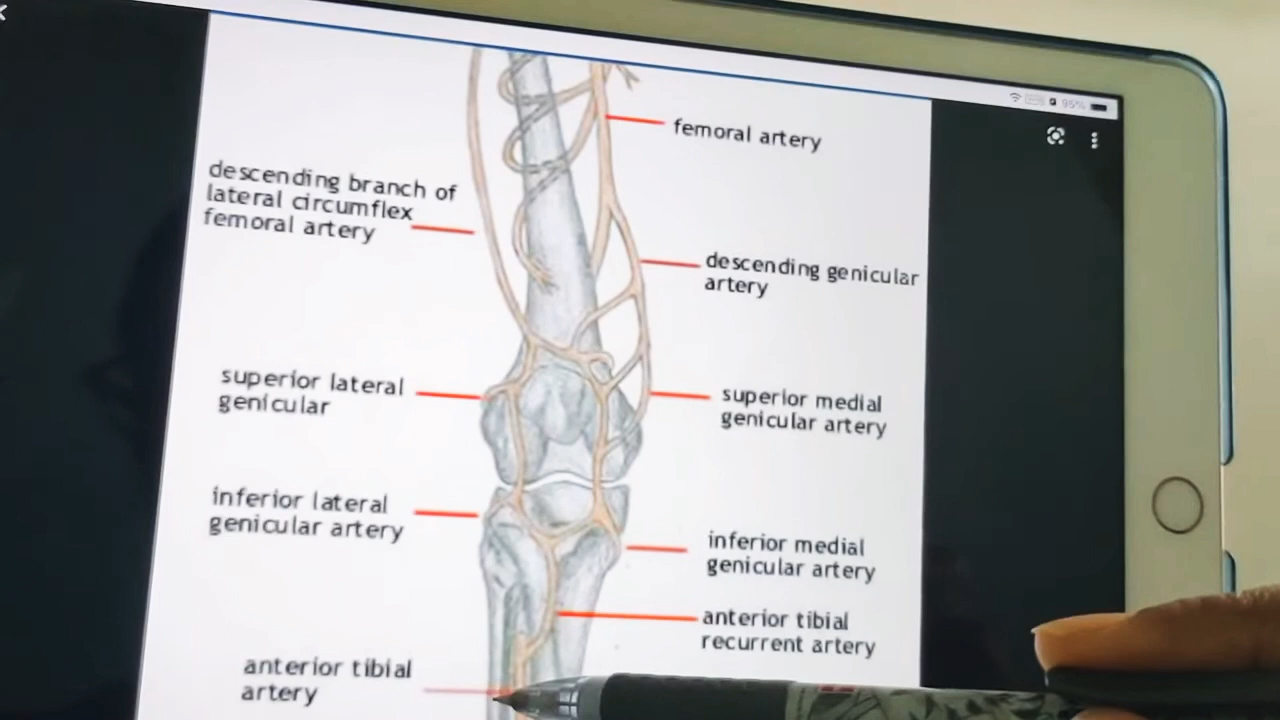 95%
femoral artery
descending branch of
lateral circumflex
femoral artery
descending genicular
artery
superior lateral
genicular
superior medial
genicular artery
inferior lateral
genicular artery
inferior medial
genicular artery
anterior tibial
recurrent artery
anterior tibial
artery